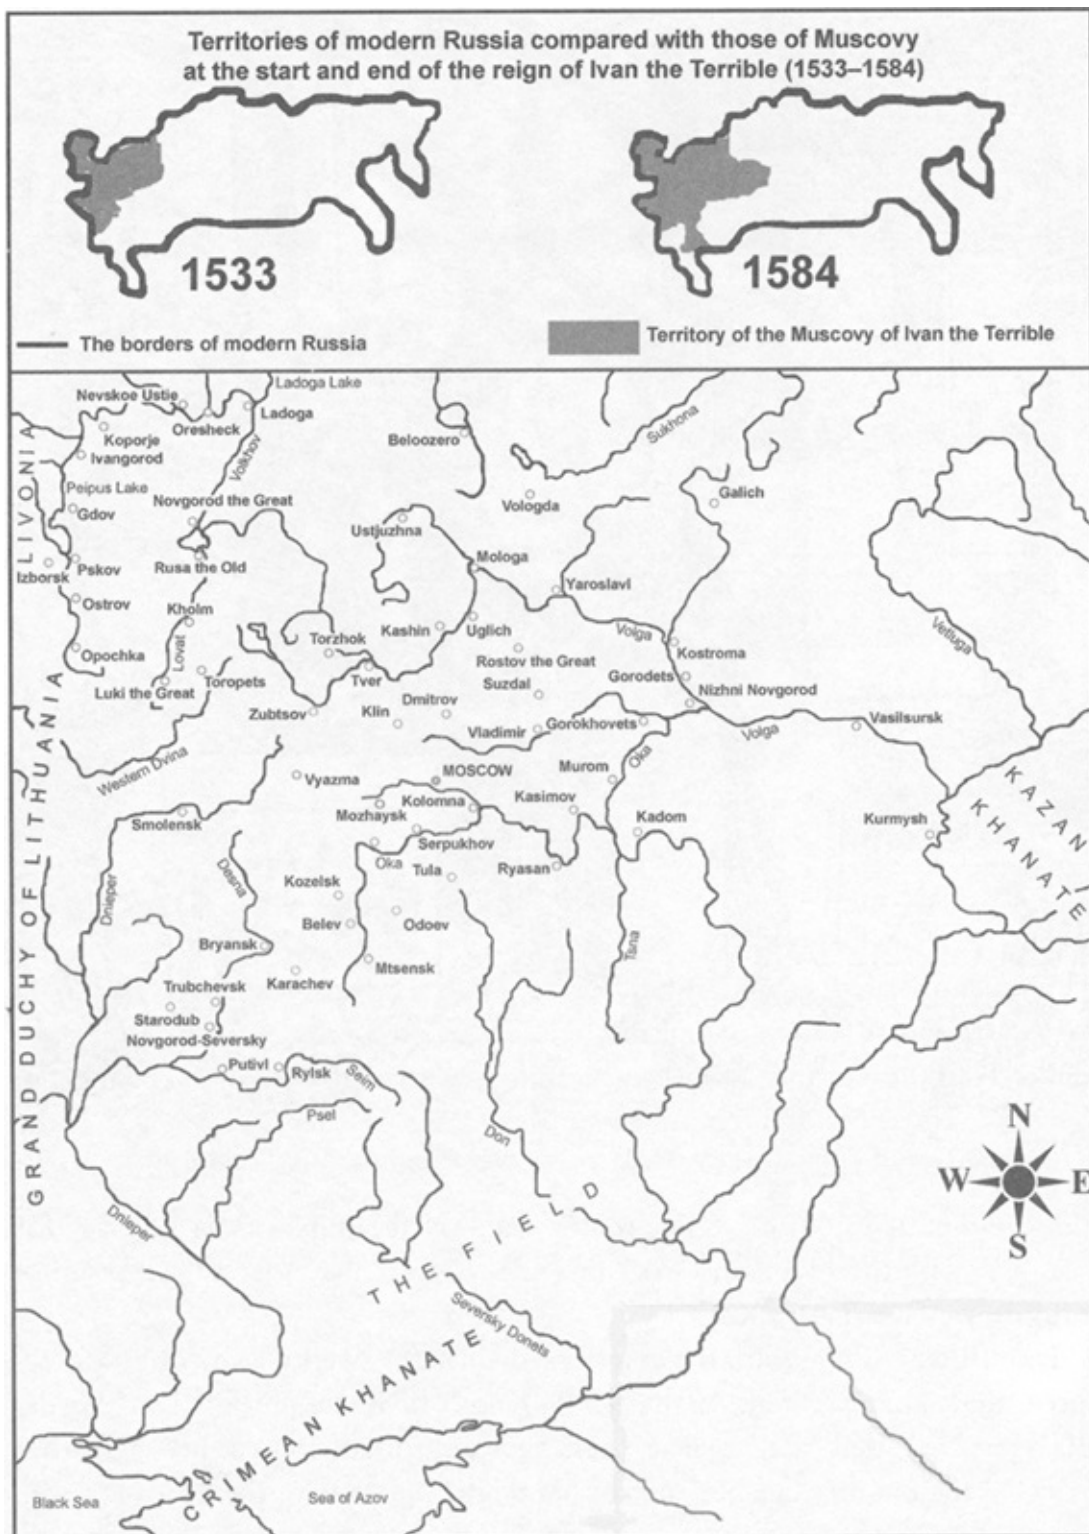 Territories of modern Russia compared with those of Muscovy
at the start and end of the reign of Ivan the Terrible (1533–1584)
1533
1584
The borders of modern Russia
Territory of the Muscovy of Ivan the Terrible
Ladoga Lake
Nevskoe Ustie
Ladoga
Oresheck
Koporje
Ivangorod
Beloozero
Sukhona
Volkhov
LIVONIA
Peipus Lake
Gdov
Novgorod the Great
Vologda
Galich
Ustjuzhna
Izborsk
Pskov
Rusa the Old
Mologa
Yaroslavl
Ostrov
Kholm
Kashin
Uglich
Volga
Kostroma
Vetluga
Opochka
Lovat
Torzhok
Rostov the Great
Luki the Great
Toropets
Tver
Suzdal
Gorodets
Nizhni Novgorod
Zubtsov
Klin
Dmitrov
Vladimir
Gorokhovets
Volga
Vasilsursk
Western Dvina
Vyazma
MOSCOW
Murom
Oka
KAZAN
KHANATE
Smolensk
Mozhaysk
Kolomna
Kasimov
Kadom
Kurmysh
Serpukhov
Oka
Tula
Ryasan
GRAND DUCHY OF LITHUANIA
Dnieper
Desna
Kozelsk
Belev
Odoev
Tsna
Bryansk
Mtsensk
Karachev
Trubchevsk
Starodub
Novgorod-Seversky
Putivl
Rylsk
Seim
Psel
Don
N
W
E
S
Dnieper
THE FIELD
Seversky Donets
CRIMEAN KHANATE
Black Sea
Sea of Azov